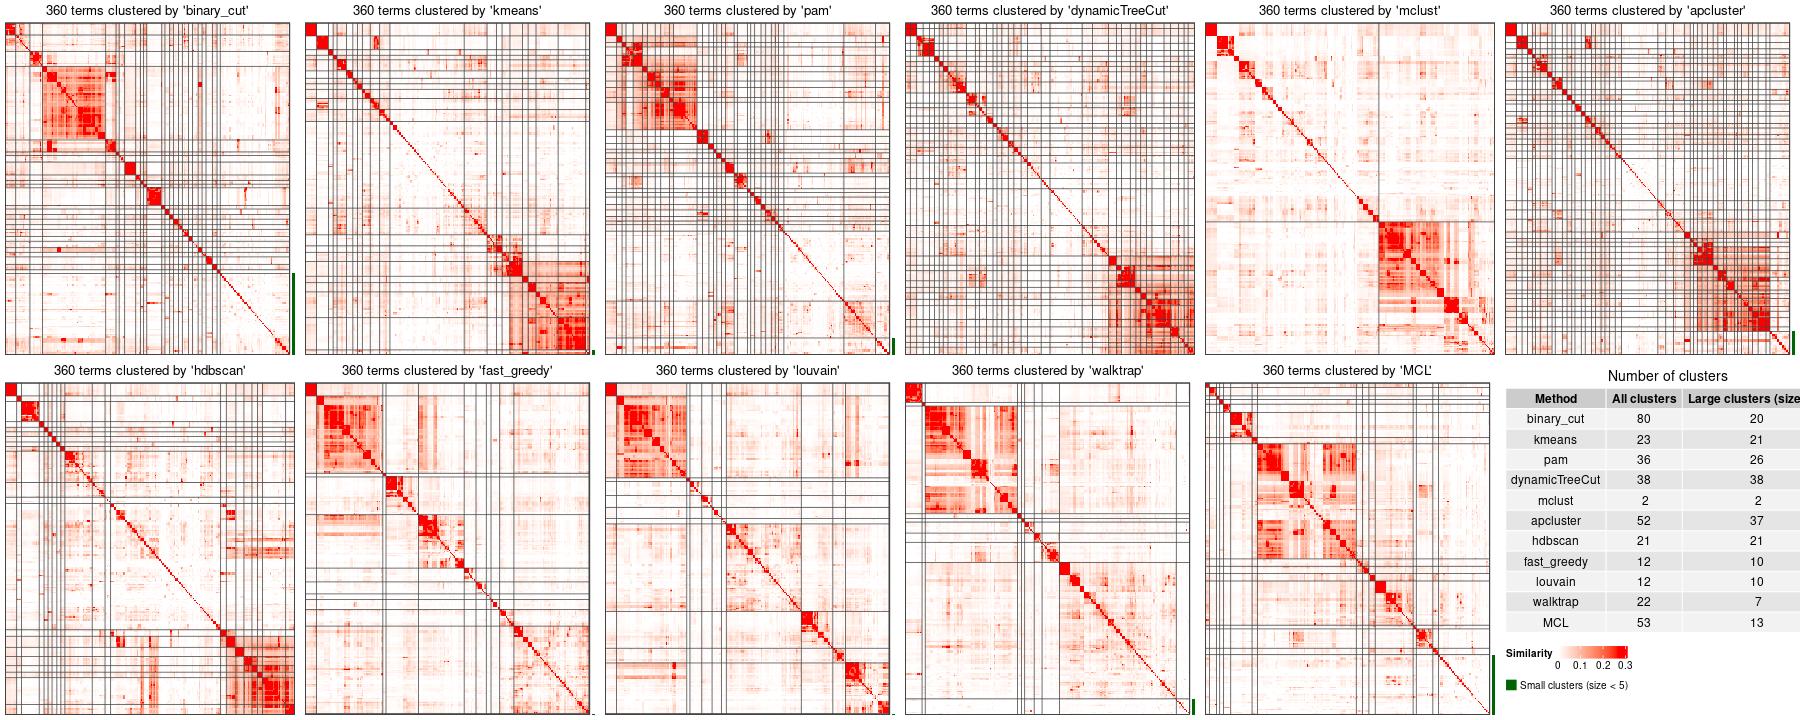 360 terms clustered by 'binary_cut'
360 terms clustered by 'kmeans'
360 terms clustered by 'pam'
360 terms clustered by 'dynamicTreeCut'
360 terms clustered by 'mclust'
360 terms clustered by 'apcluster'
360 terms clustered by 'hdbscan'
360 terms clustered by 'fast_greedy'
360 terms clustered by 'louvain'
360 terms clustered by 'walktrap'
360 terms clustered by 'MCL'
Number of clusters
Method All clusters Large clusters (size
binary_cut 80 20
kmeans 23 21
pam 36 26
dynamicTreeCut 38 38
mclust 2 2
apcluster 52 37
hdbscan 21 21
fast_greedy 12 10
louvain 12 10
walktrap 22 7
MCL 53 13
Similarity
0 0.1 0.2 0.3
Small clusters (size < 5)